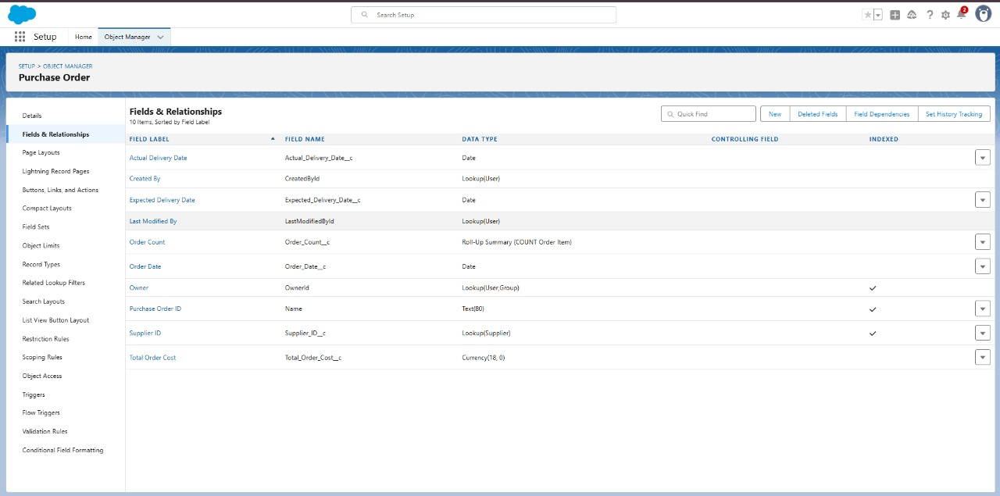 Search Setup
2
Setup
Home
Object Manager
SETUP > OBJECT MANAGER
Purchase Order
Details
Fields & Relationships
Page Layouts
Lightning Record Pages
Buttons, Links, and Actions
Compact Layouts
Field Sets
Object Limits
Record Types
Related Lookup Filters
Search Layouts
List View Button Layout
Restriction Rules
Scoping Rules
Object Access
Triggers
Flow Triggers
Validation Rules
Conditional Field Formatting
Fields & Relationships
10 Items, Sorted by Field Label
Quick Find
New
Deleted Fields
Field Dependencies
Set History Tracking
FIELD LABEL FIELD NAME DATA TYPE CONTROLLING FIELD INDEXED
Actual Delivery Date Actual_Delivery_Date__c Date
Created By CreatedById Lookup(User)
Expected Delivery Date Expected_Delivery_Date__c Date
Last Modified By LastModifiedById Lookup(User)
Order Count Order_Count__c Roll-Up Summary (COUNT Order Item)
Order Date Order_Date__c Date
Owner OwnerId Lookup(User,Group)
Purchase Order ID Name Text(80)
Supplier ID Supplier_ID__c Lookup(Supplier)
Total Order Cost Total_Order_Cost__c Currency(18, 0)